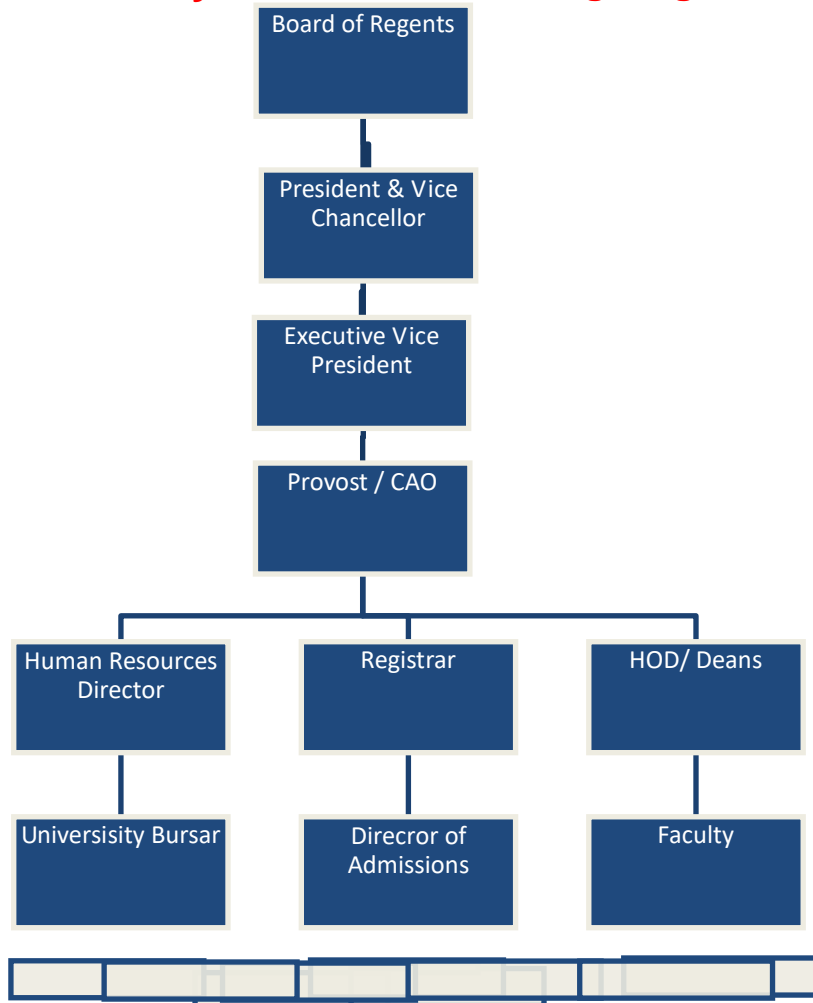 Board of Regents
President & Vice
Chancellor
Executive Vice
President
Provost / CAO
Human Resources
Director
Registrar
HOD/ Deans
Universisity Bursar
Direcror of
Admissions
Faculty